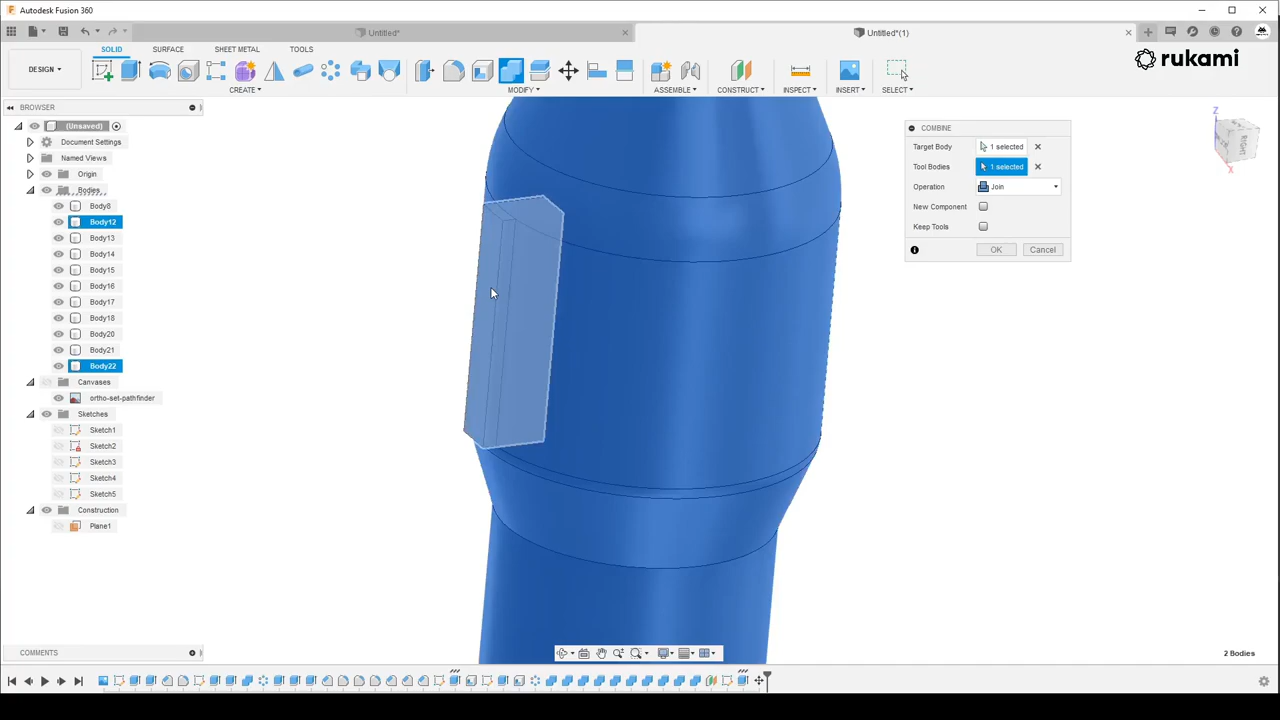 Autodesk Fusion 360
Untitled*
Untitled*(1)
SOLID
SURFACE
SHEET METAL
TOOLS
DESIGN
CREATE
MODIFY
ASSEMBLE
CONSTRUCT
INSPECT
INSERT
SELECT
rukami
BROWSER
(Unsaved)
Document Settings
Named Views
Origin
Bodies
Body8
Body12
Body13
Body14
Body15
Body16
Body17
Body18
Body20
Body21
Body22
Canvases
ortho-set-pathfinder
Sketches
Sketch1
Sketch2
Sketch3
Sketch4
Sketch5
Construction
Plane1
COMBINE
Target Body
1 selected
Tool Bodies
1 selected
Operation
Join
New Component
Keep Tools
OK
Cancel
Z
RIGHT
X
COMMENTS
2 Bodies